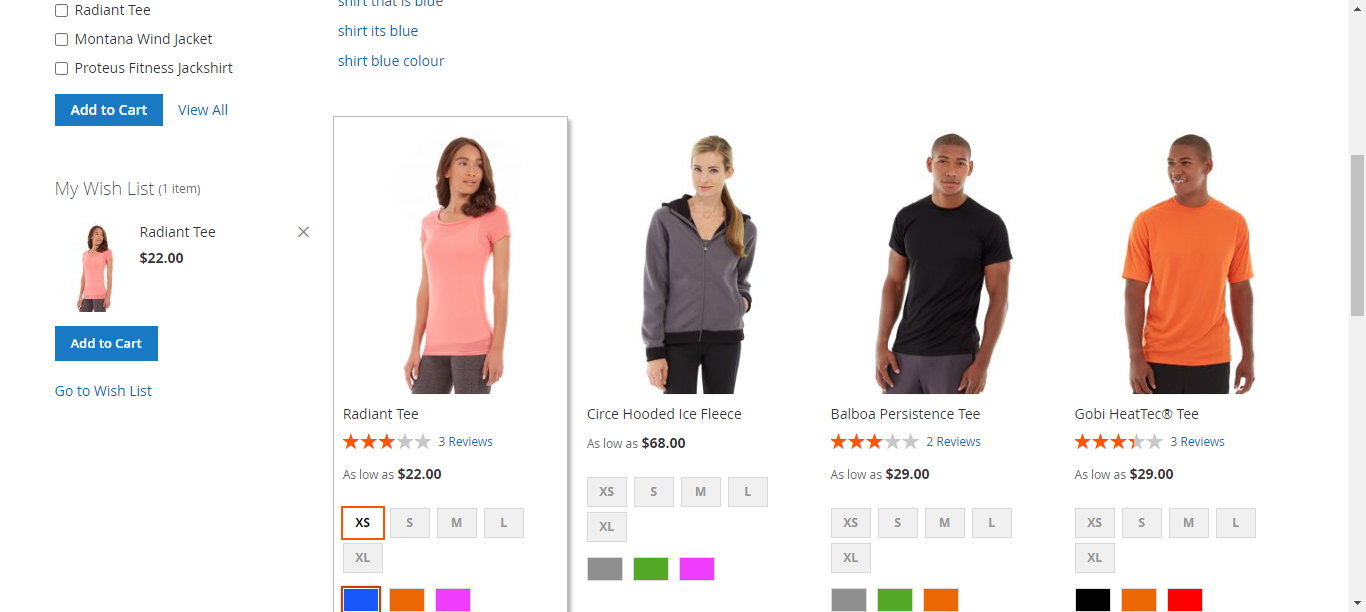 Radiant Tee
Montana Wind Jacket
Proteus Fitness Jackshirt
Add to Cart View All
My Wish List (1 item)
Radiant Tee
$22.00
Add to Cart
Go to Wish List
shirt that is blue
shirt its blue
shirt blue colour
Radiant Tee
3 Reviews
As low as $22.00
XS S M L
XL
Circe Hooded Ice Fleece
As low as $68.00
XS S M L
XL
Balboa Persistence Tee
2 Reviews
As low as $29.00
XS S M L
XL
Gobi HeatTec® Tee
3 Reviews
As low as $29.00
XS S M L
XL